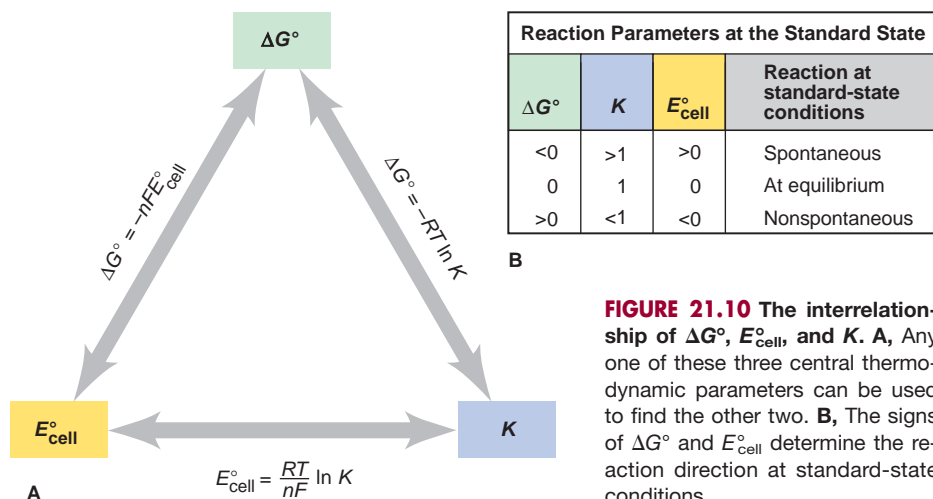 ΔG°
ΔG° = –nFE°cell
ΔG° = –RT ln K
E°cell
K
E°cell = RT/nF ln K
A
Reaction Parameters at the Standard State
ΔG° K E°cell Reaction at
standard-state
conditions
<0 >1 >0 Spontaneous
0 1 0 At equilibrium
>0 <1 <0 Nonspontaneous
B
FIGURE 21.10 The interrelation-
ship of ΔG°, E°cell, and K. A, Any
one of these three central thermo-
dynamic parameters can be used
to find the other two. B, The signs
of ΔG° and E°cell determine the re-
action direction at standard-state
conditions